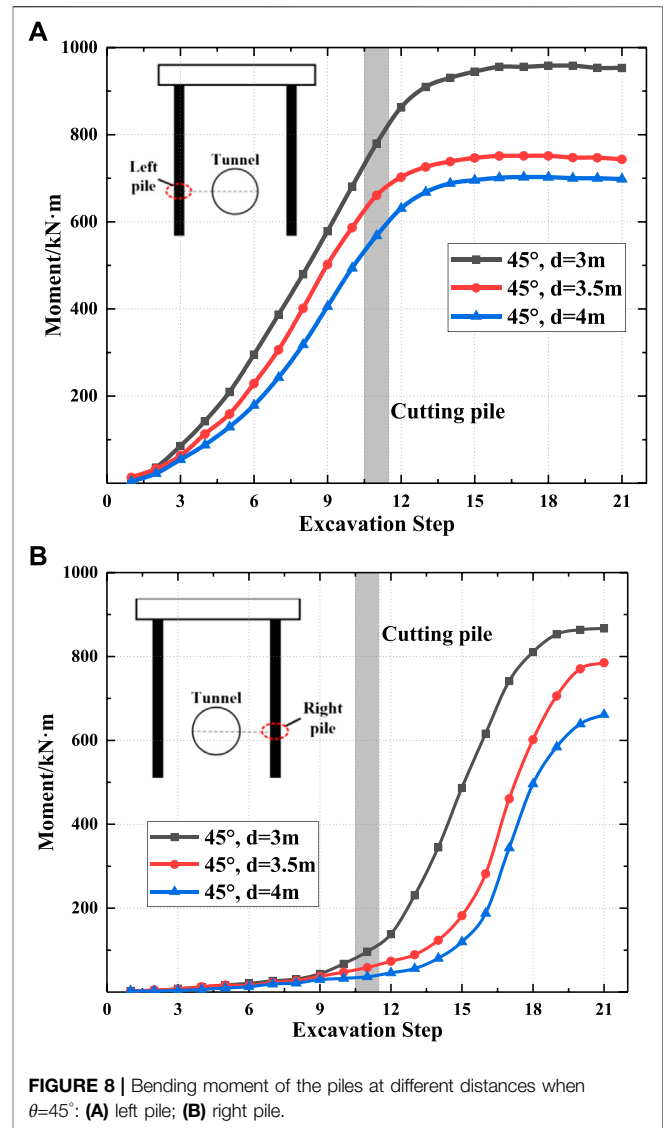 A
1000
800
600
400
200
Moment/kN·m
Left
pile
Tunnel
45°, d=3m
45°, d=3.5m
45°, d=4m
Cutting pile
0 3 6 9 12 15 18 21
Excavation Step
B
1000
800
600
400
200
Moment/kN·m
Cutting pile
Tunnel
Right
pile
45°, d=3m
45°, d=3.5m
45°, d=4m
0 3 6 9 12 15 18 21
Excavation Step
FIGURE 8 | Bending moment of the piles at different distances when
θ=45°: (A) left pile; (B) right pile.